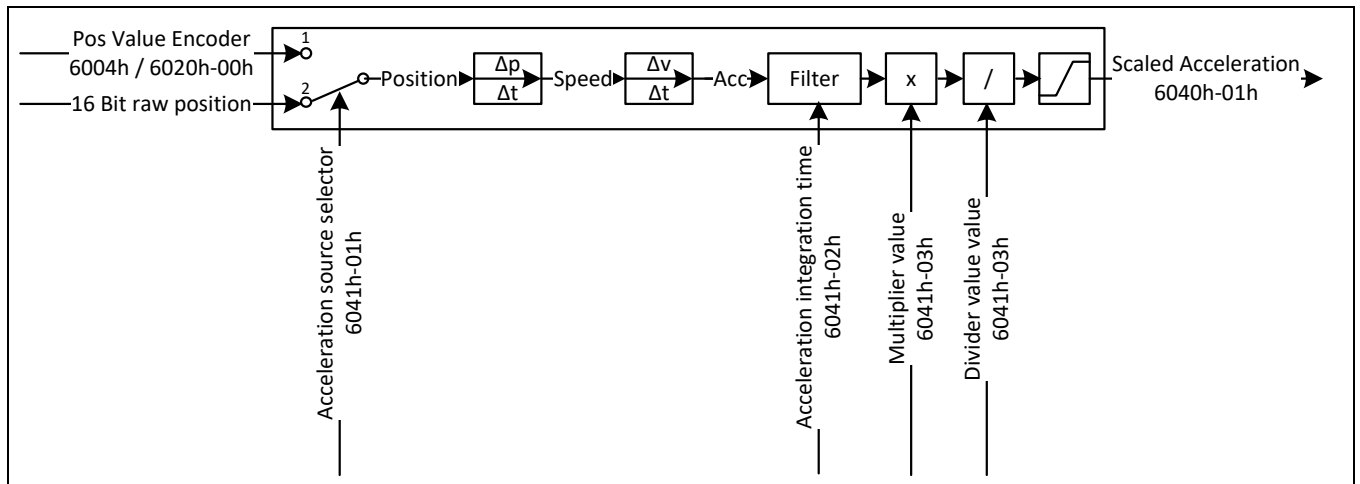 Pos Value Encoder
6004h / 6020h-00h
16 Bit raw position
1
2
Position
Δp
Δt
Speed
Δv
Δt
Acc
Filter
x
/
Scaled Acceleration
6040h-01h
Acceleration source selector
6041h-01h
Acceleration integration time
6041h-02h
Multiplier value
6041h-03h
Divider value value
6041h-03h